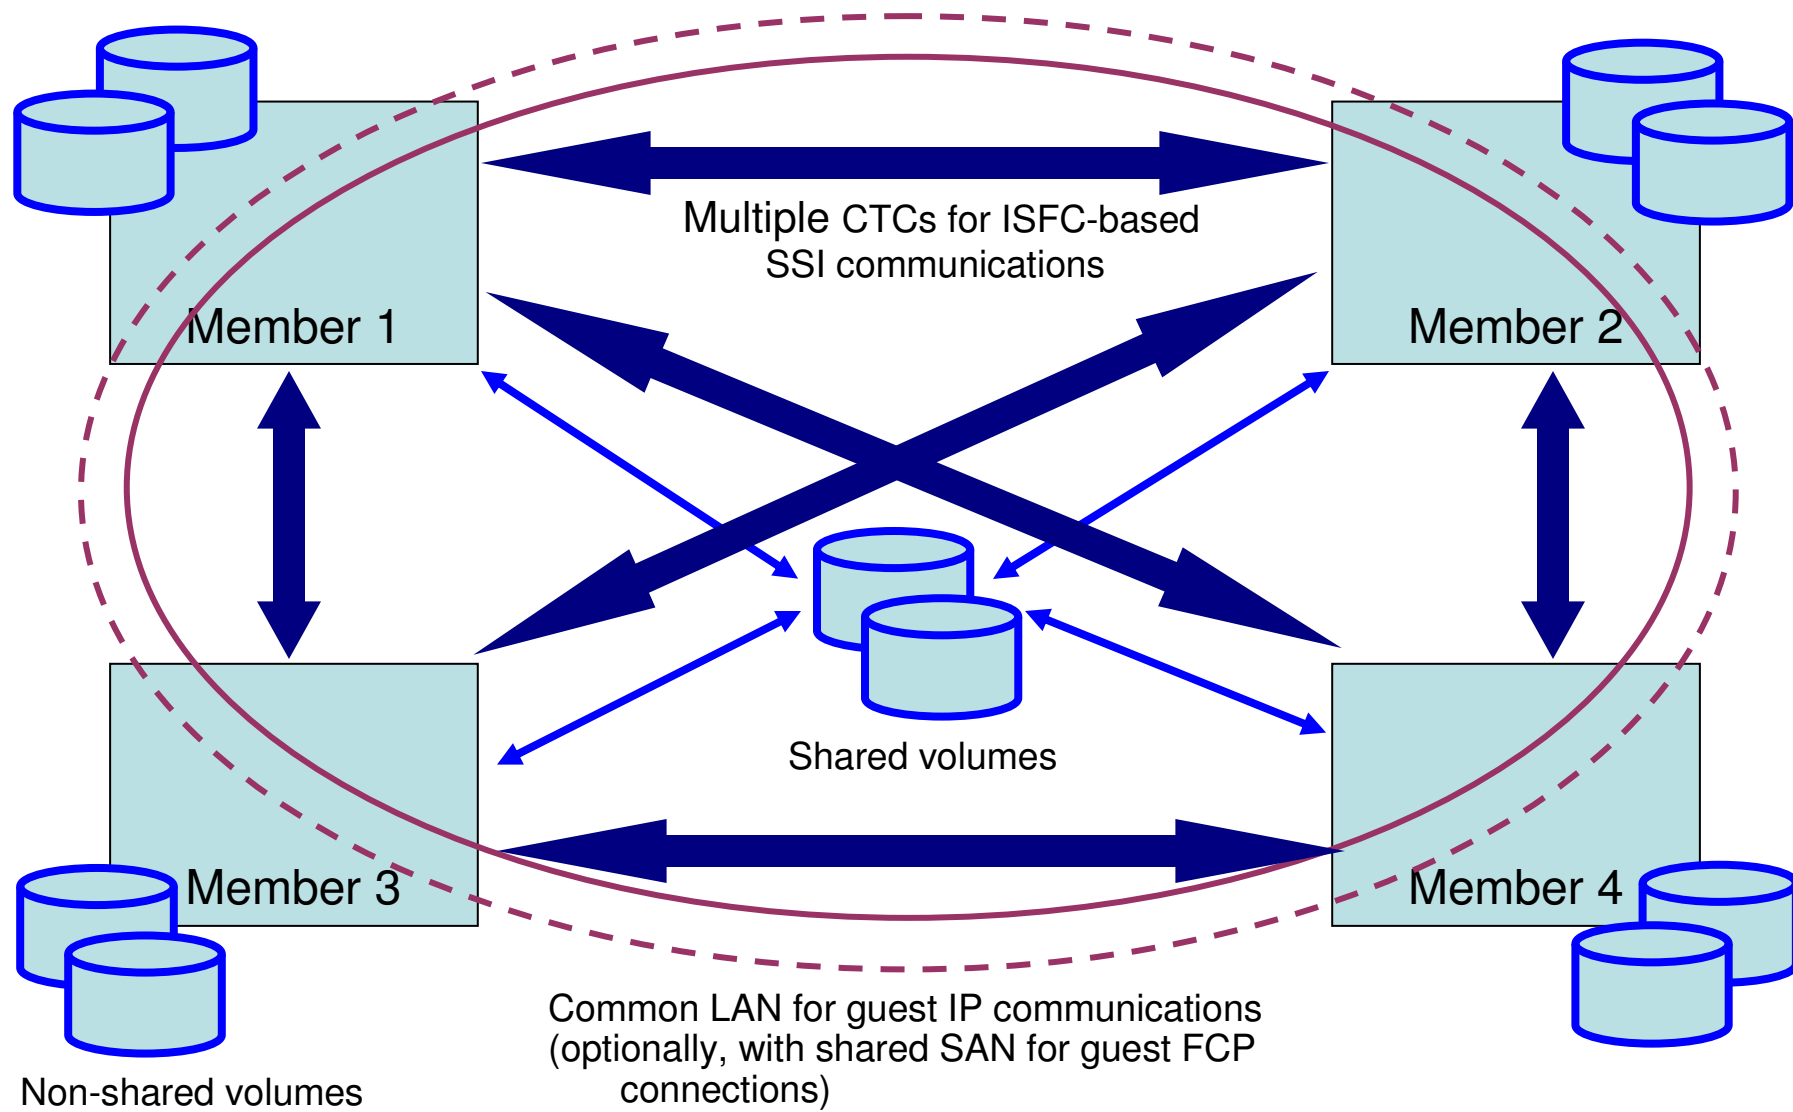 Multiple CTCs for ISFC-based
SSI communications
Member 1
Member 2
Shared volumes
Member 3
Member 4
Common LAN for guest IP communications
(optionally, with shared SAN for guest FCP
connections)
Non-shared volumes